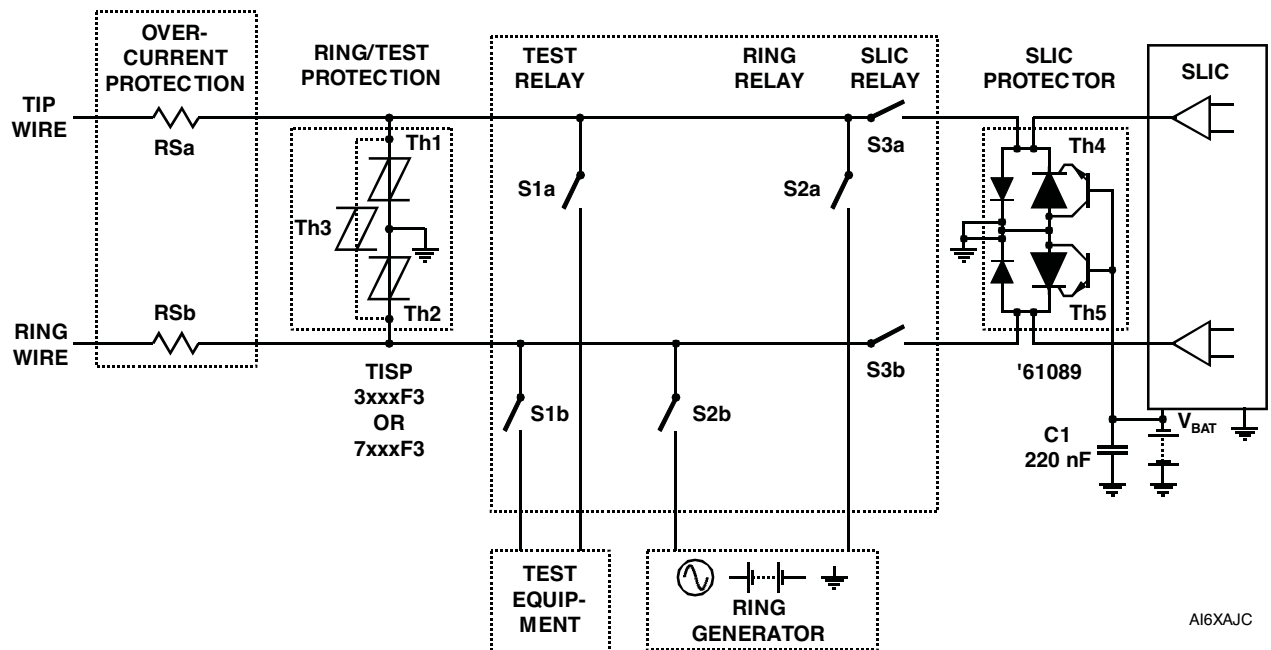 OVER-
CURRENT
PROTECTION
RING/TEST
PROTECTION
TEST
RELAY
RING
RELAY
SLIC
RELAY
SLIC
PROTECTOR
SLIC
TIP
WIRE
RSa
Th1
Th3
Th2
S1a
S2a
S3a
Th4
Th5
RING
WIRE
RSb
TISP
3xxxF3
OR
7xxxF3
S1b
S2b
S3b
'61089
C1
220 nF
VBAT
TEST
EQUIP-
MENT
RING
GENERATOR
AI6XAJC